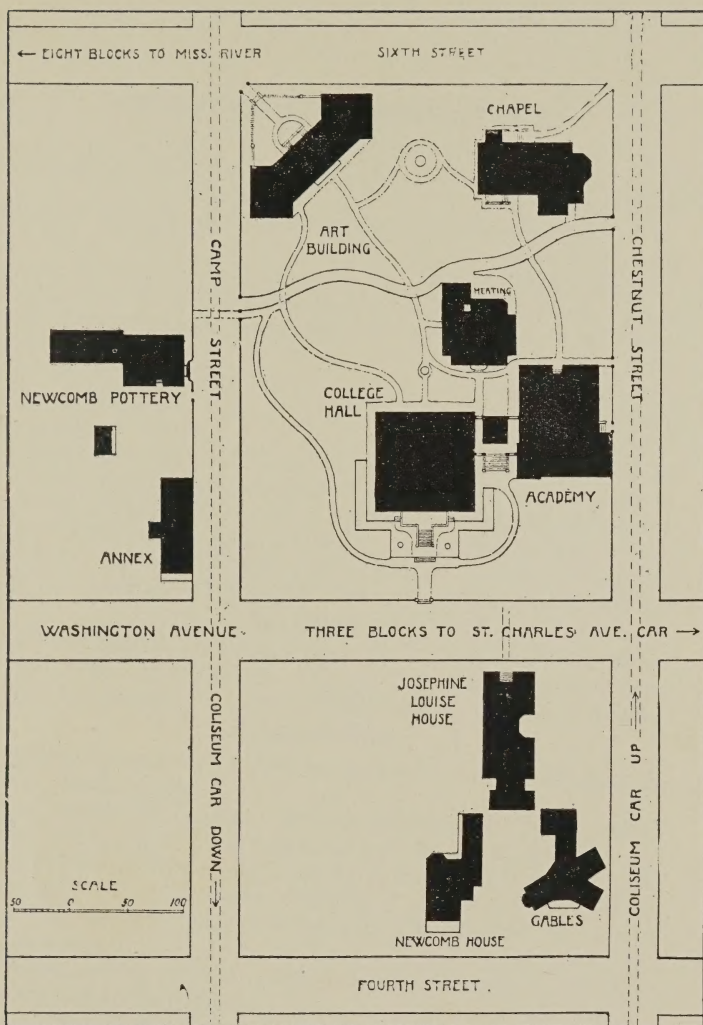 ← EIGHT BLOCKS TO MISS. RIVER
SIXTH STREET
CHAPEL
ART
BUILDING
CAMP STREET
CHESTNUT STREET
HEATING
NEWCOMB POTTERY
COLLEGE
HALL
ACADEMY
ANNEX
WASHINGTON AVENUE
THREE BLOCKS TO ST. CHARLES AVE. CAR →
JOSEPHINE
LOUISE
HOUSE
COLISEUM CAR DOWN
COLISEUM CAR UP
SCALE
50 0 50 100
NEWCOMB HOUSE
GABLES
FOURTH STREET.